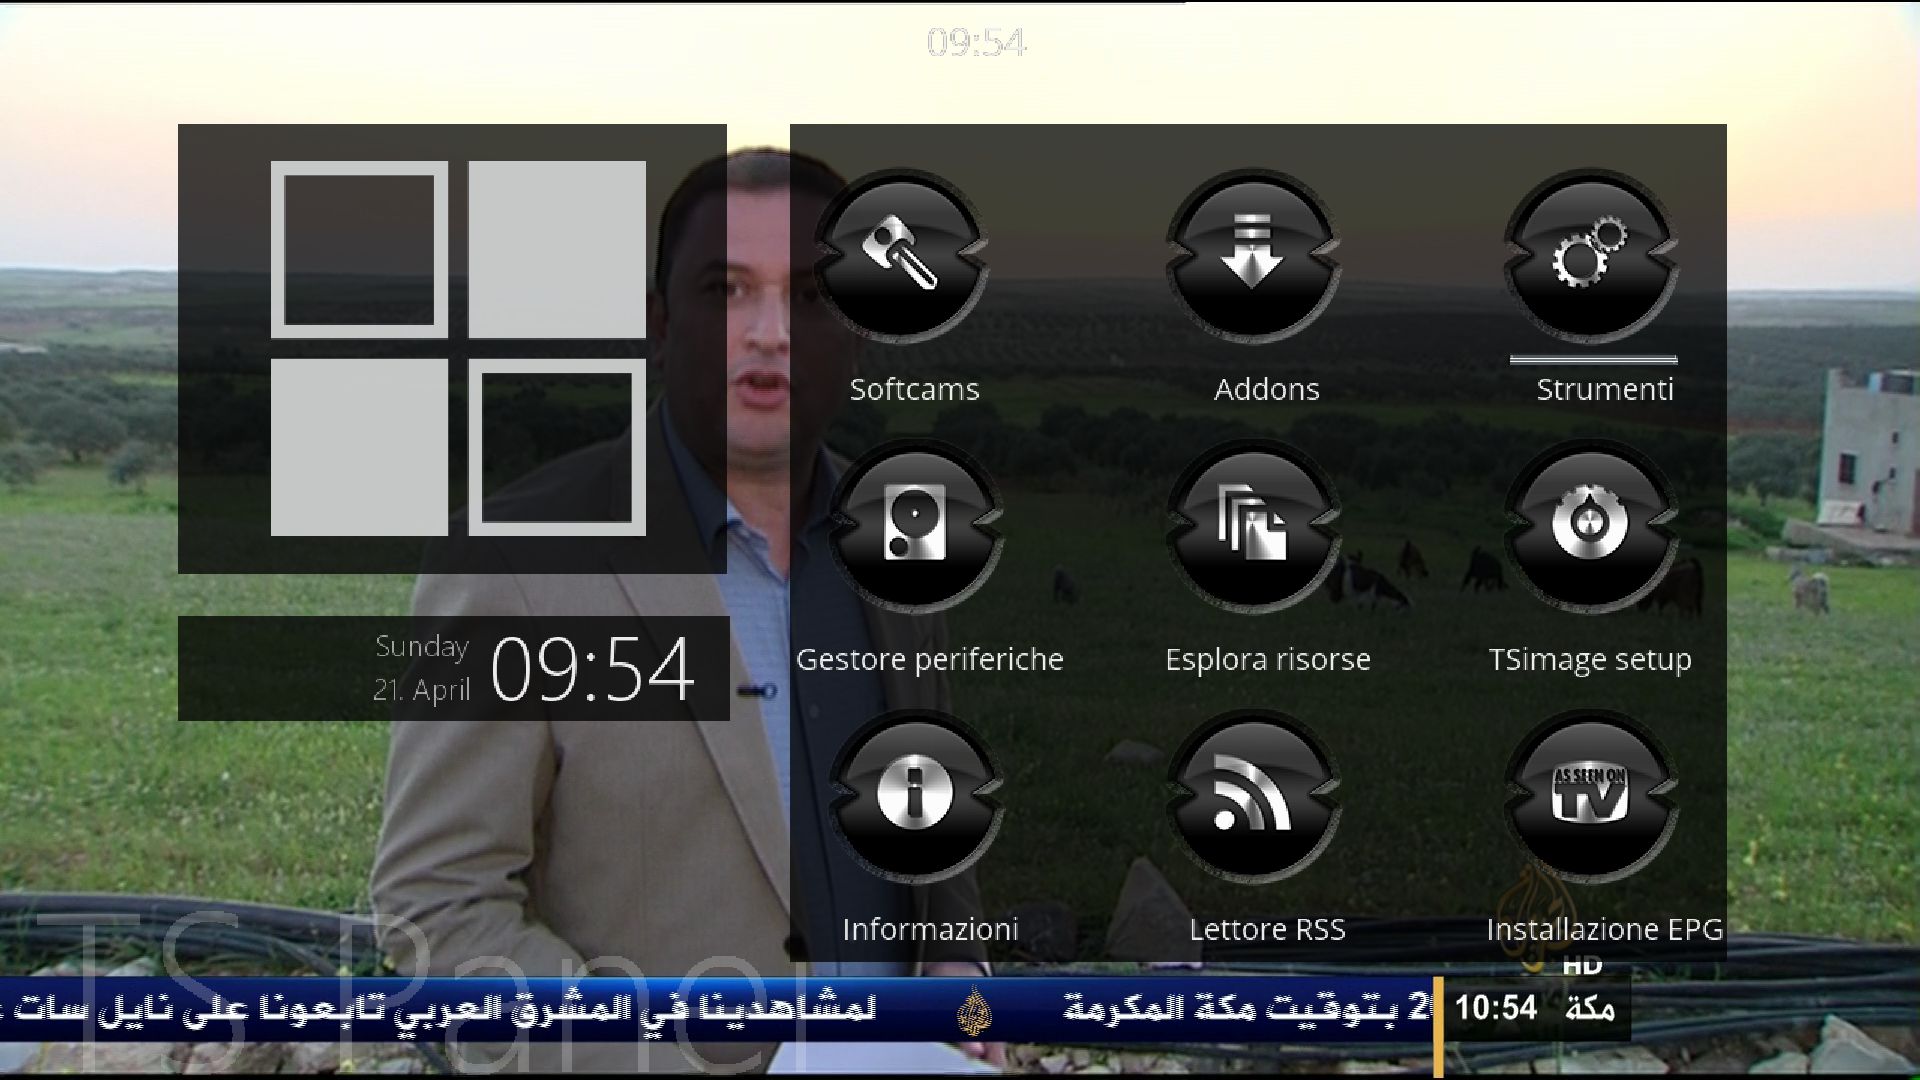 09:54
Softcams
Addons
Strumenti
Sunday
21. April
09:54
Gestore periferiche
Esplora risorse
TSimage setup
AS SEEN ON
TV
Informazioni
Lettore RSS
Installazione EPG
TS Panel
HD
بتوقيت مكة المكرمة
لمشاهدينا في المشرق العربي تابعونا على نايل سات
مكة 10:54